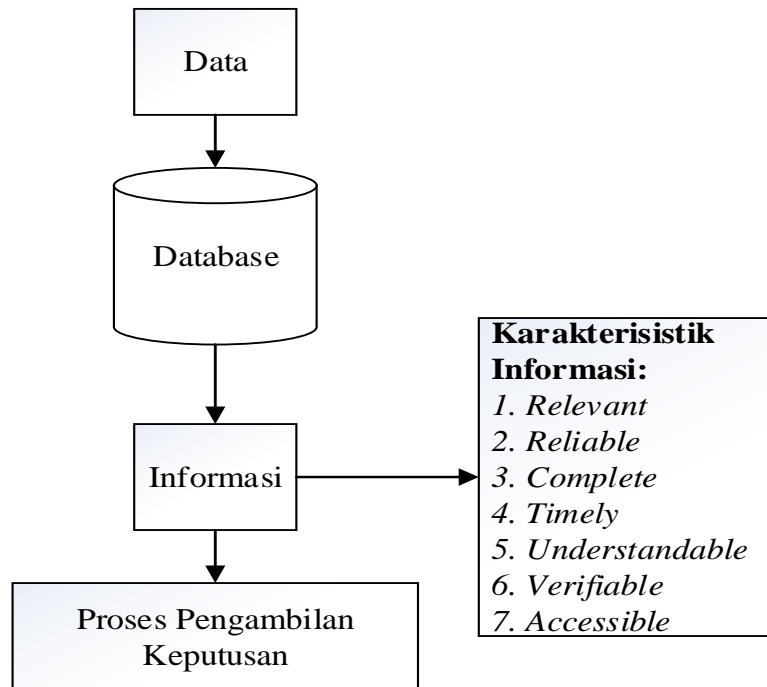 Data
Database
Informasi
Proses Pengambilan
Keputusan
Karakterisistik
Informasi:
1. Relevant
2. Reliable
3. Complete
4. Timely
5. Understandable
6. Verifiable
7. Accessible